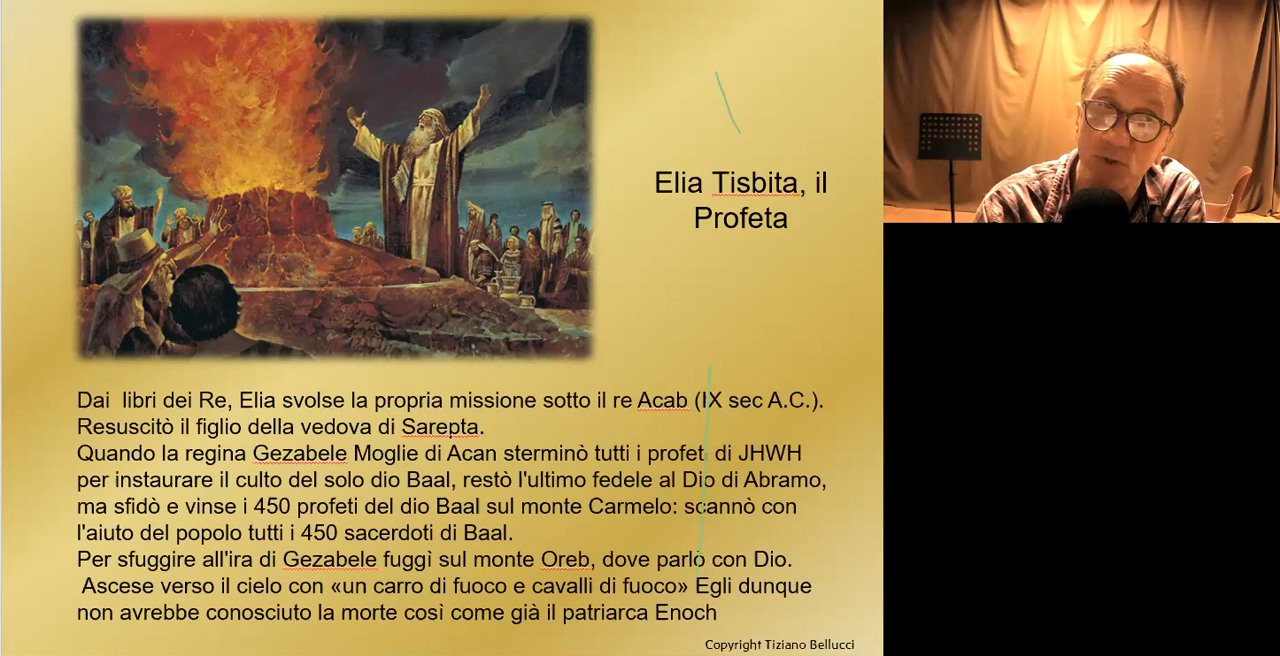 Elia Tisbita, il
Profeta
Dai  libri dei Re, Elia svolse la propria missione sotto il re Acab (IX sec A.C.).
Resuscitò il figlio della vedova di Sarepta.
Quando la regina Gezabele Moglie di Acan sterminò tutti i profeti di JHWH
per instaurare il culto del solo dio Baal, restò l'ultimo fedele al Dio di Abramo,
ma sfidò e vinse i 450 profeti del dio Baal sul monte Carmelo: scannò con
l'aiuto del popolo tutti i 450 sacerdoti di Baal.
Per sfuggire all'ira di Gezabele fuggì sul monte Oreb, dove parlò con Dio.
Ascese verso il cielo con «un carro di fuoco e cavalli di fuoco» Egli dunque
non avrebbe conosciuto la morte così come già il patriarca Enoch
Copyright Tiziano Bellucci